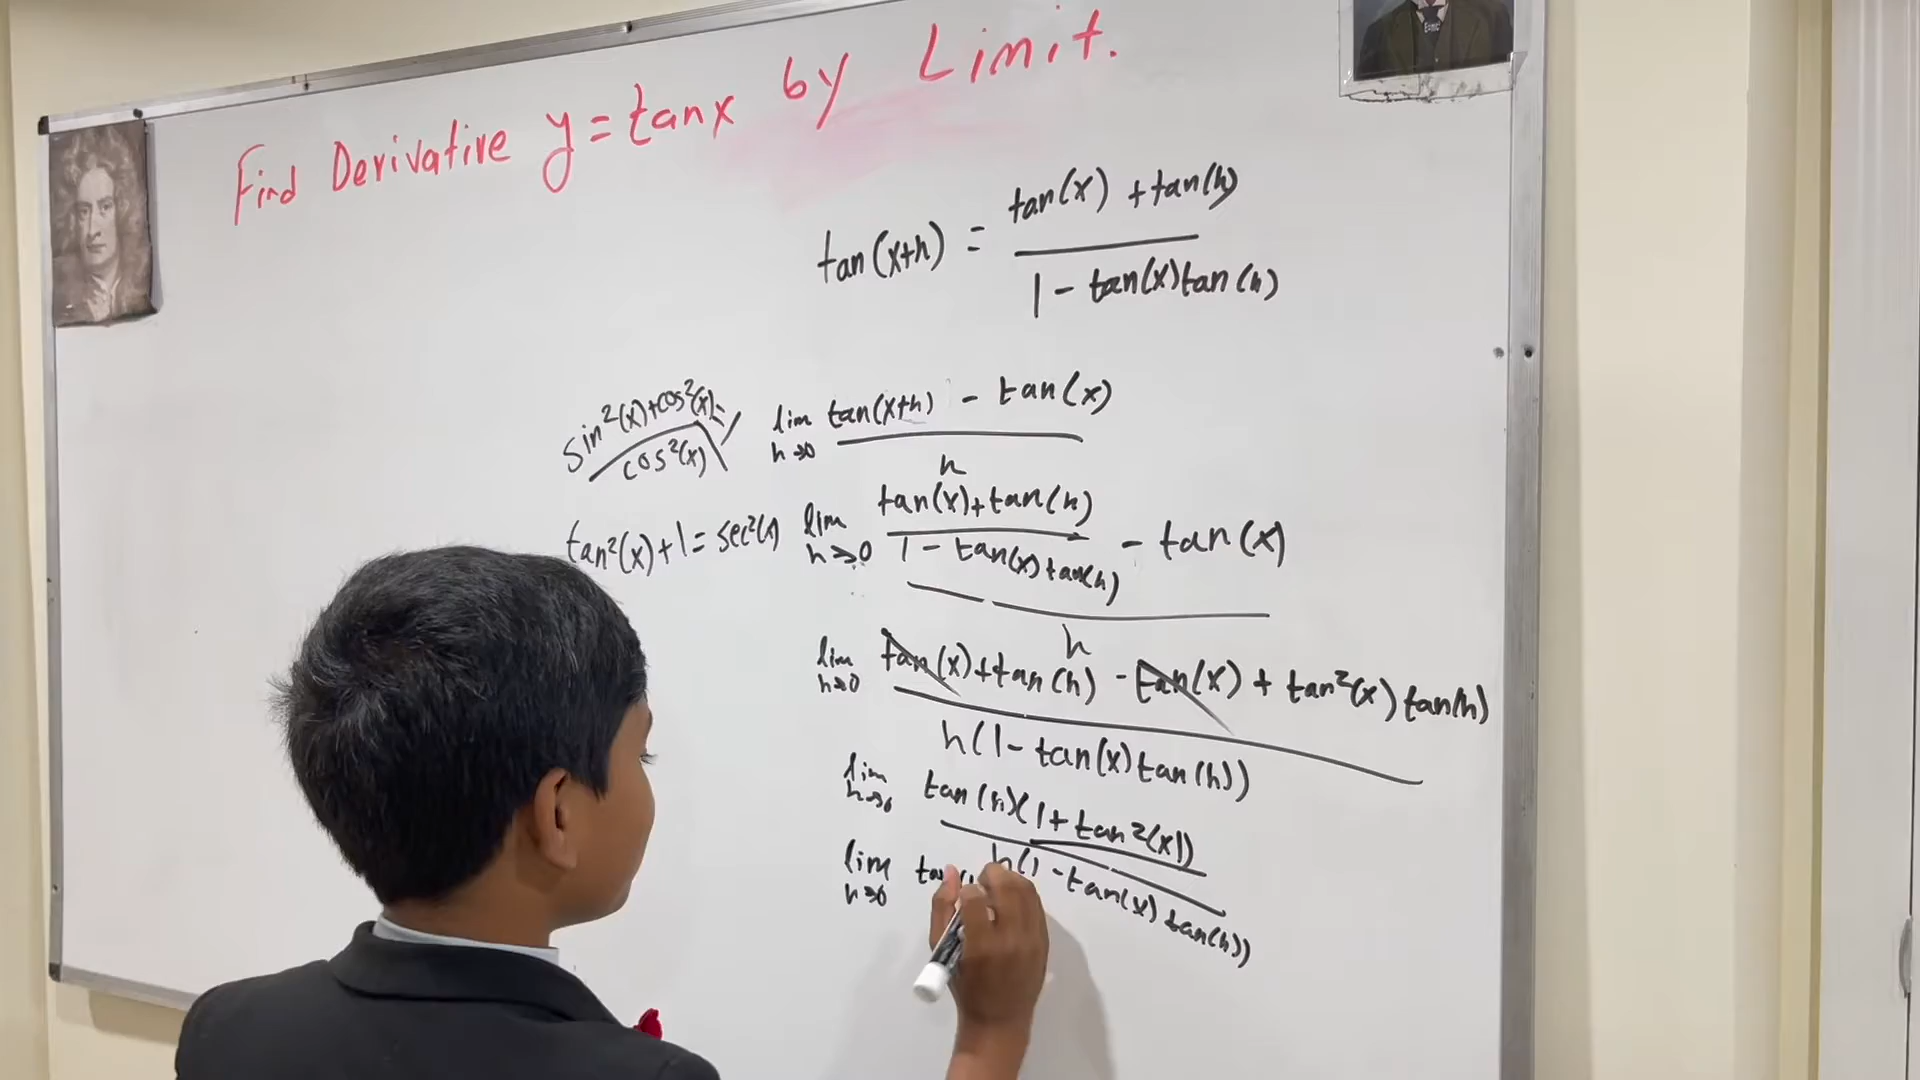 Find Derivative y=tanx by Limit.
tan(x+h) = tan(x) + tan(h)
1 - tan(x)tan(h)
sin²(x)+cos²(x)=1
cos²(x)
lim tan(x+h) - tan(x)
h→0
h
tan²(x)+1=sec²(x)
lim tan(x)+tan(h) - tan(x)
h→0 1 - tan(x)tan(h)
h
lim tan(x)+tan(h) - tan(x) + tan²(x)tan(h)
h→0
h(1-tan(x)tan(h))
lim tan(h)(1+tan²(x))
h→0
h(1-tan(x)tan(h))
lim
h→0